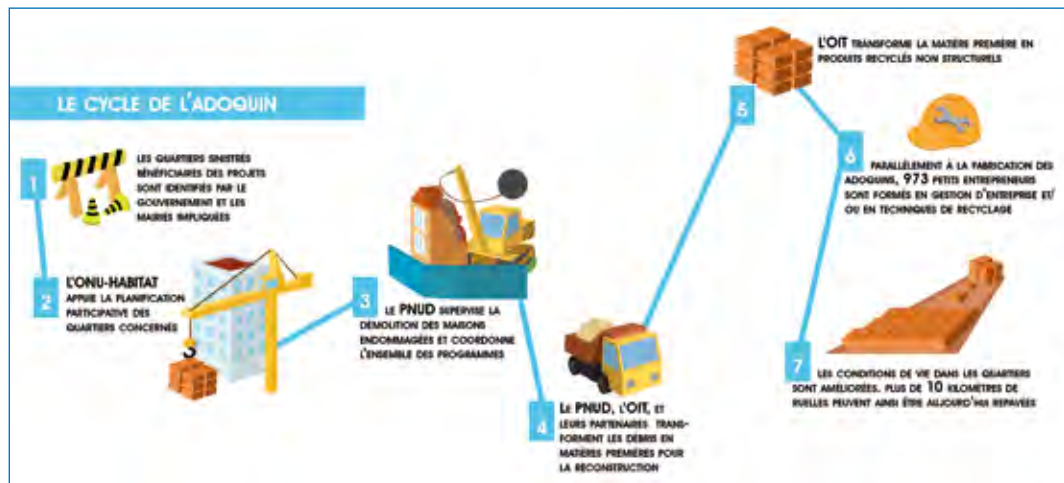 LE CYCLE DE L'ADOQUIN
1
LES QUARTIERS SINISTRÉS
BÉNÉFICIAIRES DES PROJETS
SONT IDENTIFIÉS PAR LE
GOUVERNEMENT ET LES
MAIRIES IMPLIQUÉES
2
L'ONU-HABITAT
APPUIE LA PLANIFICATION
PARTICIPATIVE DES
QUARTIERS CONCERNÉS
3
LE PNUD SUPERVISE LA
DÉMOLITION DES MAISONS
ENDOMMAGÉES ET COORDONNE
L'ENSEMBLE DES PROGRAMMES
4
LE PNUD, L'OIT, ET
LEURS PARTENAIRES TRANS-
FORMENT LES DÉBRIS EN
MATIÈRES PREMIÈRES POUR
LA RECONSTRUCTION
5
L'OIT TRANSFORME LA MATIÈRE PREMIÈRE EN
PRODUITS RECYCLÉS NON STRUCTURELS
6
PARALLÈLEMENT À LA FABRICATION DES
ADOQUINS, 973 PETITS ENTREPRENEURS
SONT FORMÉS EN GESTION D'ENTREPRISE ET/
OU EN TECHNIQUES DE RECYCLAGE
7
LES CONDITIONS DE VIE DANS LES QUARTIERS
SONT AMÉLIORÉES. PLUS DE 10 KILOMÈTRES DE
RUELLES PEUVENT AINSI ÊTRE AUJOURD'HUI REPAVÉES